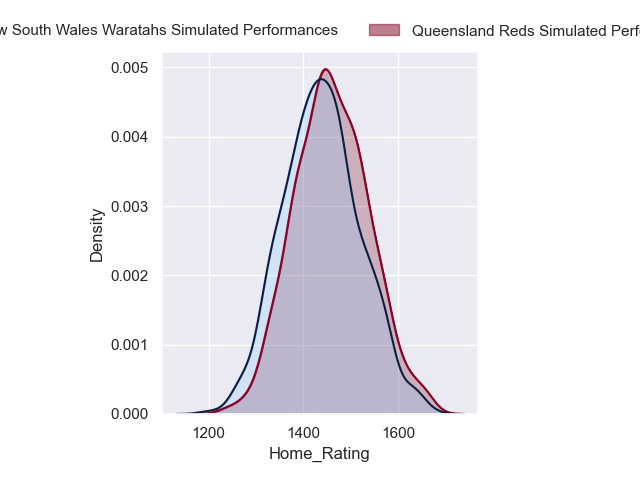 South Wales Waratahs Simulated Performances
Queensland Reds Simulated
0.005
0.004
0.003
0.002
0.001
0.000
Density
1200 1400 1600
Home_Rating